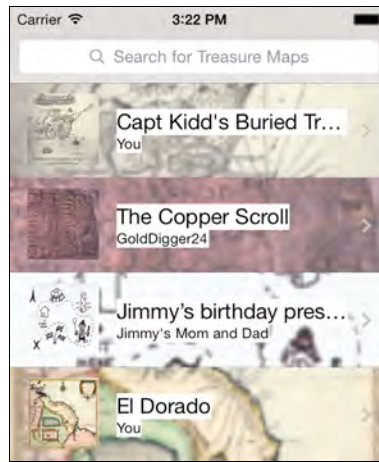 Carrier 3:22 PM
Search for Treasure Maps
Capt Kidd's Buried Tr...
You
The Copper Scroll
GoldDigger24
Jimmy’s birthday pres...
Jimmy's Mom and Dad
El Dorado
You